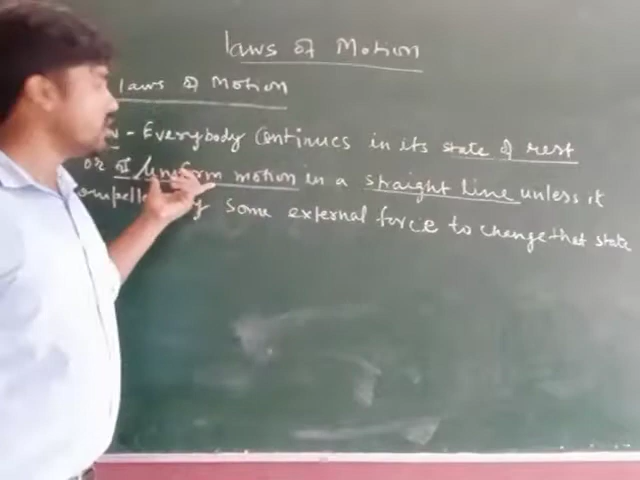 laws of Motion
laws of Motion
- Everybody Continues in its state of rest
or of uniform motion in a straight line unless it
by some external force to change that state